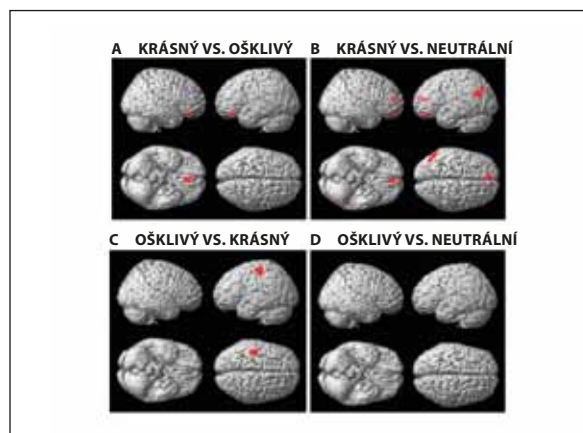 A KRÁSNÝ VS. OŠKLIVÝ
B KRÁSNÝ VS. NEUTRÁLNÍ
C OŠKLIVÝ VS. KRÁSNÝ
D OŠKLIVÝ VS. NEUTRÁLNÍ